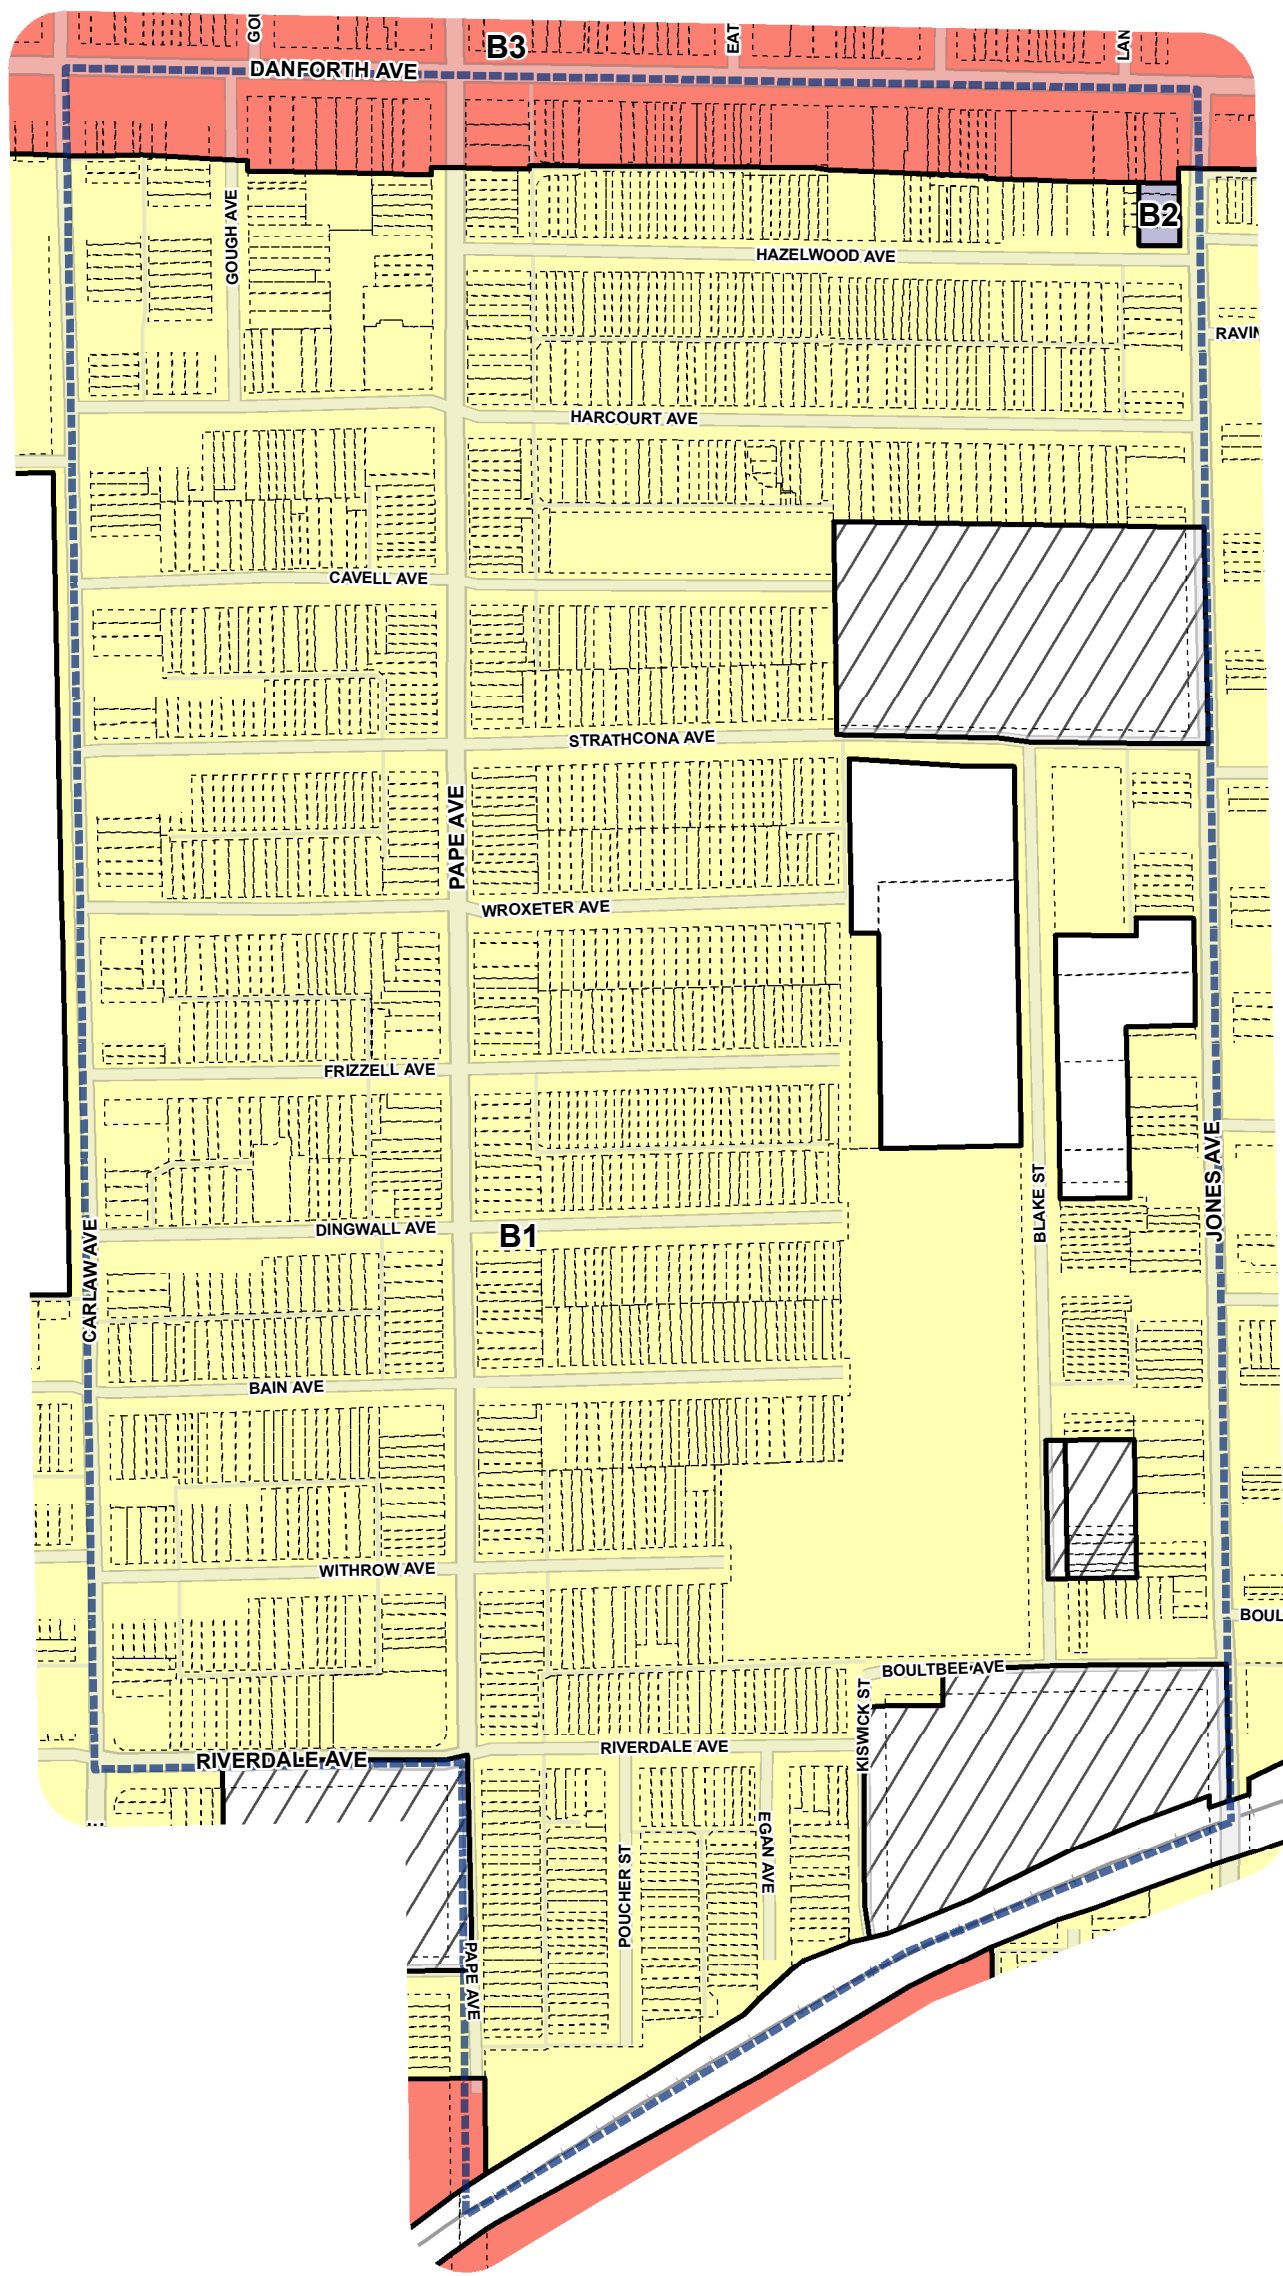 B3
DANFORTH AVE
B2
GOUGH AVE
HAZELWOOD AVE
HARCOURT AVE
CAVELL AVE
STRATHCONA AVE
PAPE AVE
WROXETER AVE
FRIZZELL AVE
BLAKE ST
JONES AVE
DINGWALL AVE
B1
CARLAW AVE
BAIN AVE
WITHROW AVE
BOULTBEE AVE
KISWICK ST
RIVERDALE AVE
RIVERDALE AVE
EGAN AVE
POUCHER ST
PAPE AVE